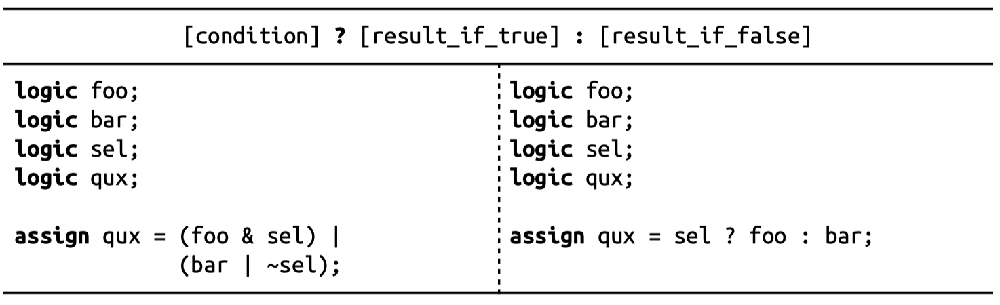 [condition] ? [result_if_true] : [result_if_false]
logic foo;
logic bar;
logic sel;
logic qux;
assign qux = (foo & sel) |
(bar | ~sel);
logic foo;
logic bar;
logic sel;
logic qux;
assign qux = sel ? foo : bar;